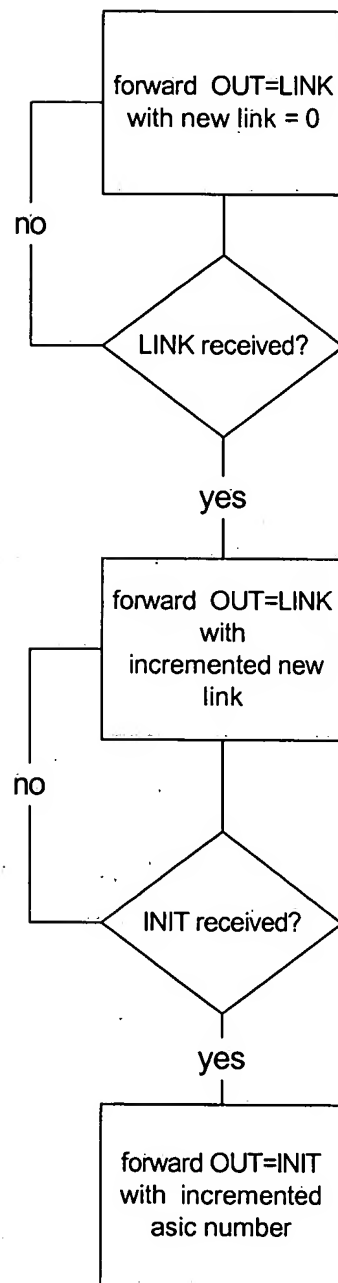 forward OUT=LINK
with new link = 0
no
LINK received?
yes
forward OUT=LINK
with
incremented new
link
no
INIT received?
yes
forward OUT=INIT
with incremented
asic number